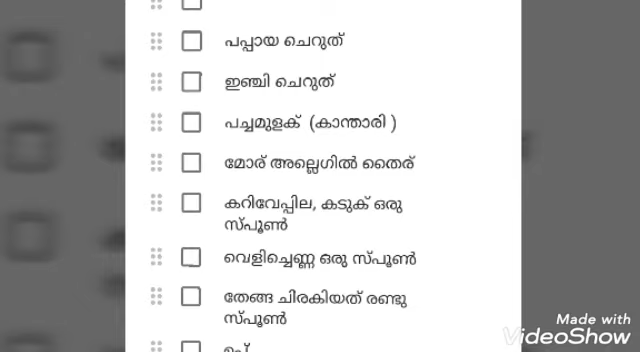 പപ്പായ ചെറുത്
ഇഞ്ചി ചെറുത്
പച്ചമുളക് (കാന്താരി )
മോര് അല്ലെഗിൽ തൈര്
കറിവേപ്പില, കടുക് ഒരു
സ്പൂൺ
വെളിച്ചെണ്ണ ഒരു സ്പൂൺ
തേങ്ങ ചിരകിയത് രണ്ടു
സ്പൂൺ
Made with
VideoShow